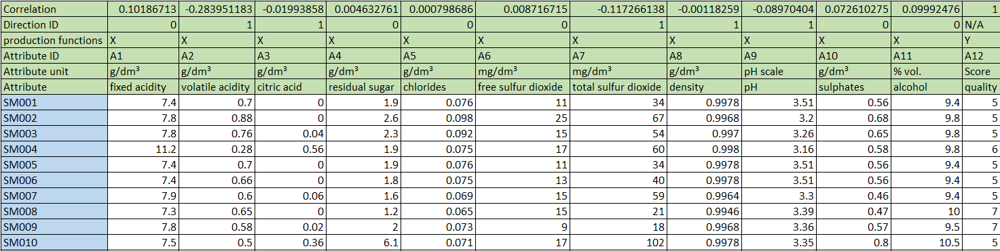 Correlation 0.10186713 -0.283951183 -0.01993858 0.004632761 0.000798686 0.008716715 -0.117266138 -0.00118259 -0.08970404 0.072610275 0.09992476 1
Direction ID 0 1 1 0 0 0 1 1 1 0 0 N/A
production functions X X X X X X X X X X X Y
Attribute ID A1 A2 A3 A4 A5 A6 A7 A8 A9 A10 A11 A12
Attribute unit g/dm³ g/dm³ g/dm³ g/dm³ g/dm³ mg/dm³ mg/dm³ g/dm³ pH scale g/dm³ % vol. Score
Attribute fixed acidity volatile acidity citric acid residual sugar chlorides free sulfur dioxide total sulfur dioxide density pH sulphates alcohol quality
SM001 7.4 0.7 0 1.9 0.076 11 34 0.9978 3.51 0.56 9.4 5
SM002 7.8 0.88 0 2.6 0.098 25 67 0.9968 3.2 0.68 9.8 5
SM003 7.8 0.76 0.04 2.3 0.092 15 54 0.997 3.26 0.65 9.8 5
SM004 11.2 0.28 0.56 1.9 0.075 17 60 0.998 3.16 0.58 9.8 6
SM005 7.4 0.7 0 1.9 0.076 11 34 0.9978 3.51 0.56 9.4 5
SM006 7.4 0.66 0 1.8 0.075 13 40 0.9978 3.51 0.56 9.4 5
SM007 7.9 0.6 0.06 1.6 0.069 15 59 0.9964 3.3 0.46 9.4 5
SM008 7.3 0.65 0 1.2 0.065 15 21 0.9946 3.39 0.47 10 7
SM009 7.8 0.58 0.02 2 0.073 9 18 0.9968 3.36 0.57 9.5 7
SM010 7.5 0.5 0.36 6.1 0.071 17 102 0.9978 3.35 0.8 10.5 5